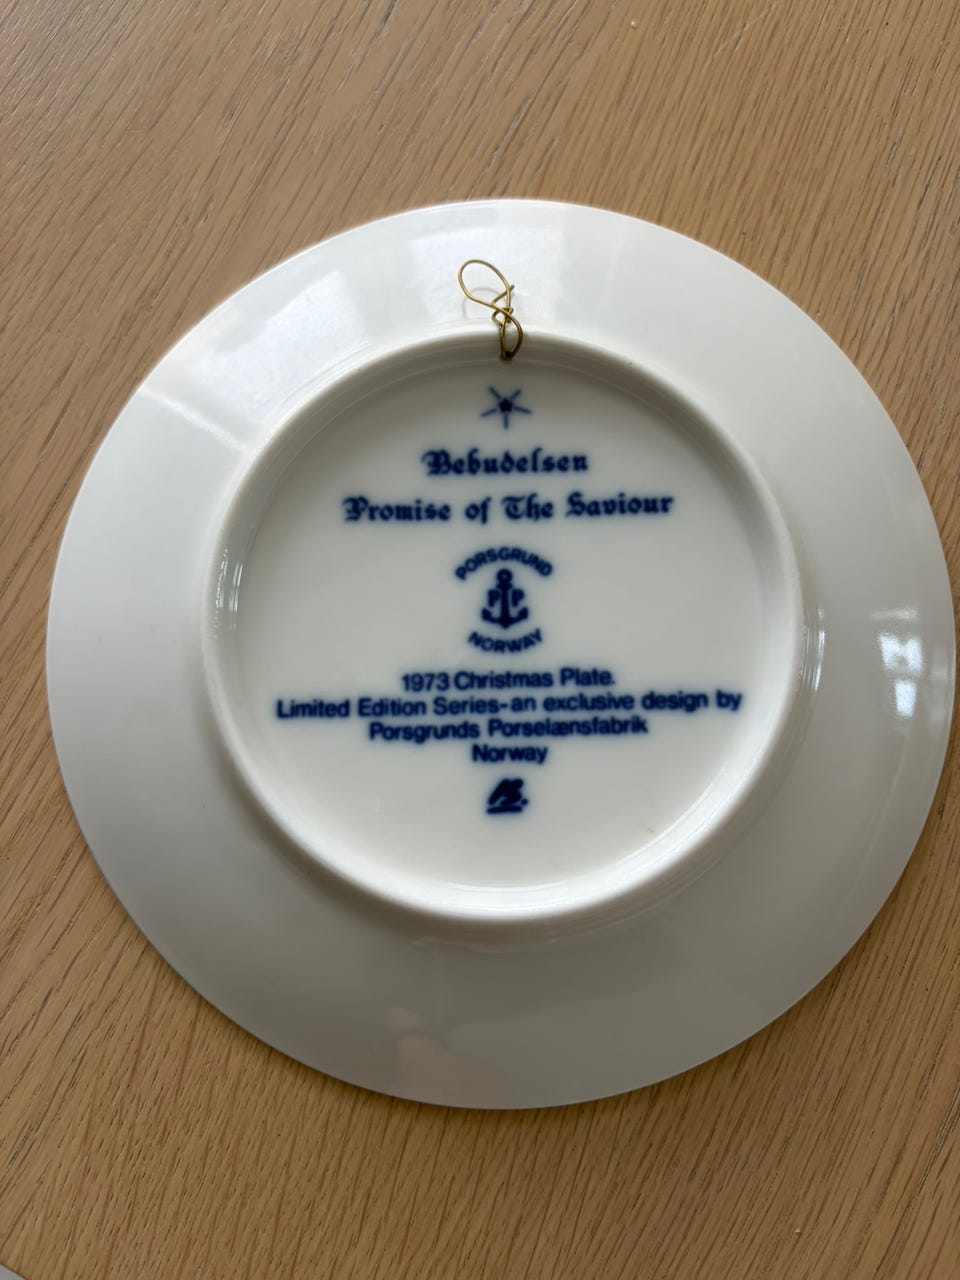 Bebudelsen
Promise of The Saviour
PORSGRUND
P P
NORWAY
1973 Christmas Plate.
Limited Edition Series-an exclusive design by
Porsgrunds Porselænsfabrik
Norway